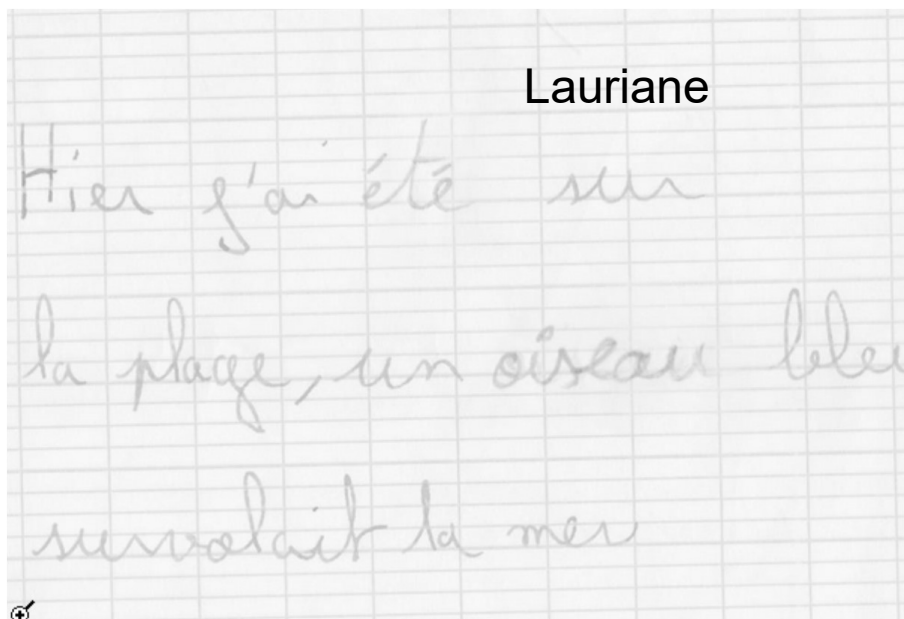 Lauriane
Hier j'ai été sur
la plage, un oiseau bleu
survolait la mer